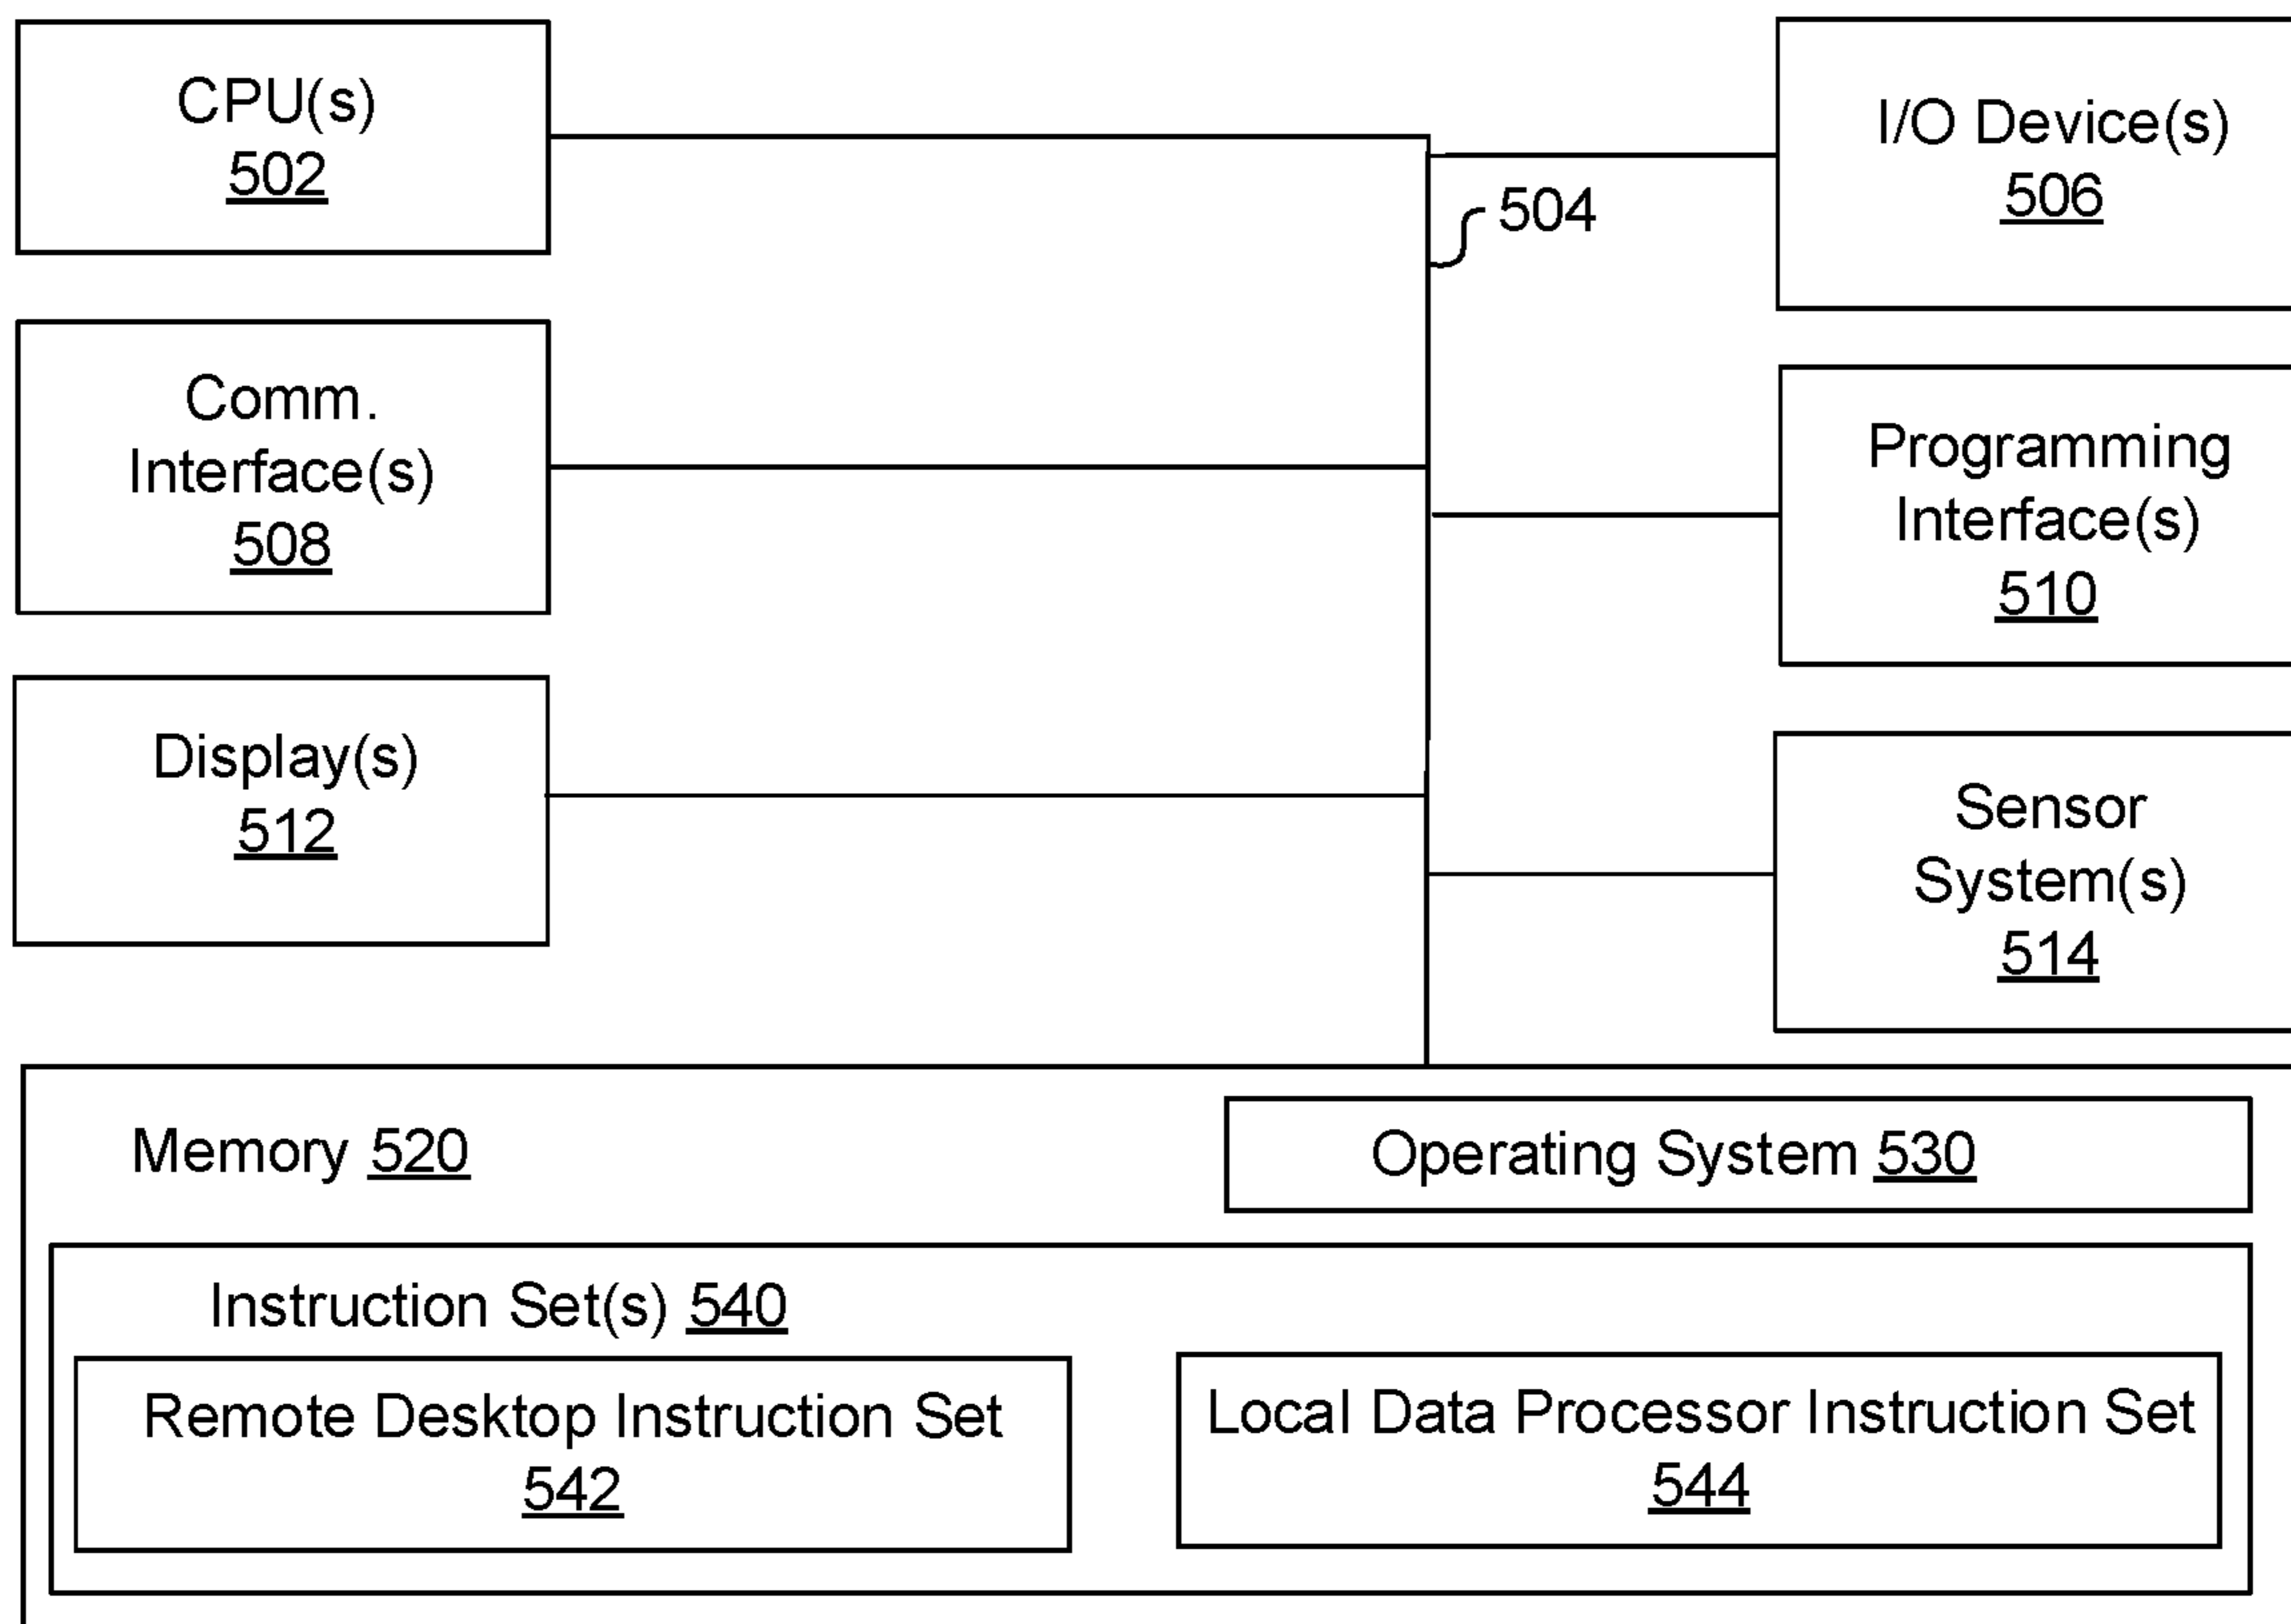 CPU(s)
502
I/O Device(s)
506
504
Comm.
Interface(s)
508
Programming
Interface(s)
510
Display(s)
512
Sensor
System(s)
514
Memory 520
Operating System 530
Instruction Set(s) 540
Remote Desktop Instruction Set
542
Local Data Processor Instruction Set
544